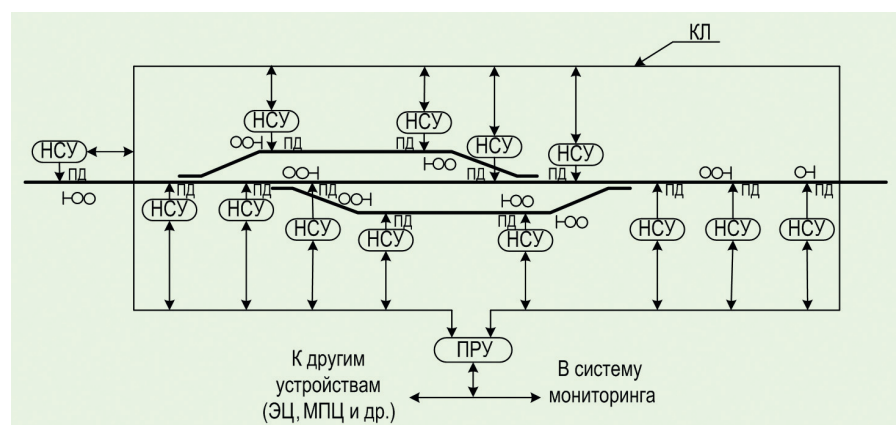 КЛ
НСУ
НСУ
НСУ
НСУ
НСУ
ПД
ПД
ПД
ПД
ПД
ПД
ПД
ПД
ПД
ПД
ПД
НСУ
НСУ
НСУ
ПД
ПД
НСУ
НСУ
НСУ
НСУ
НСУ
ПРУ
К другим
устройствам
(ЭЦ, МПЦ и др.)
В систему
мониторинга